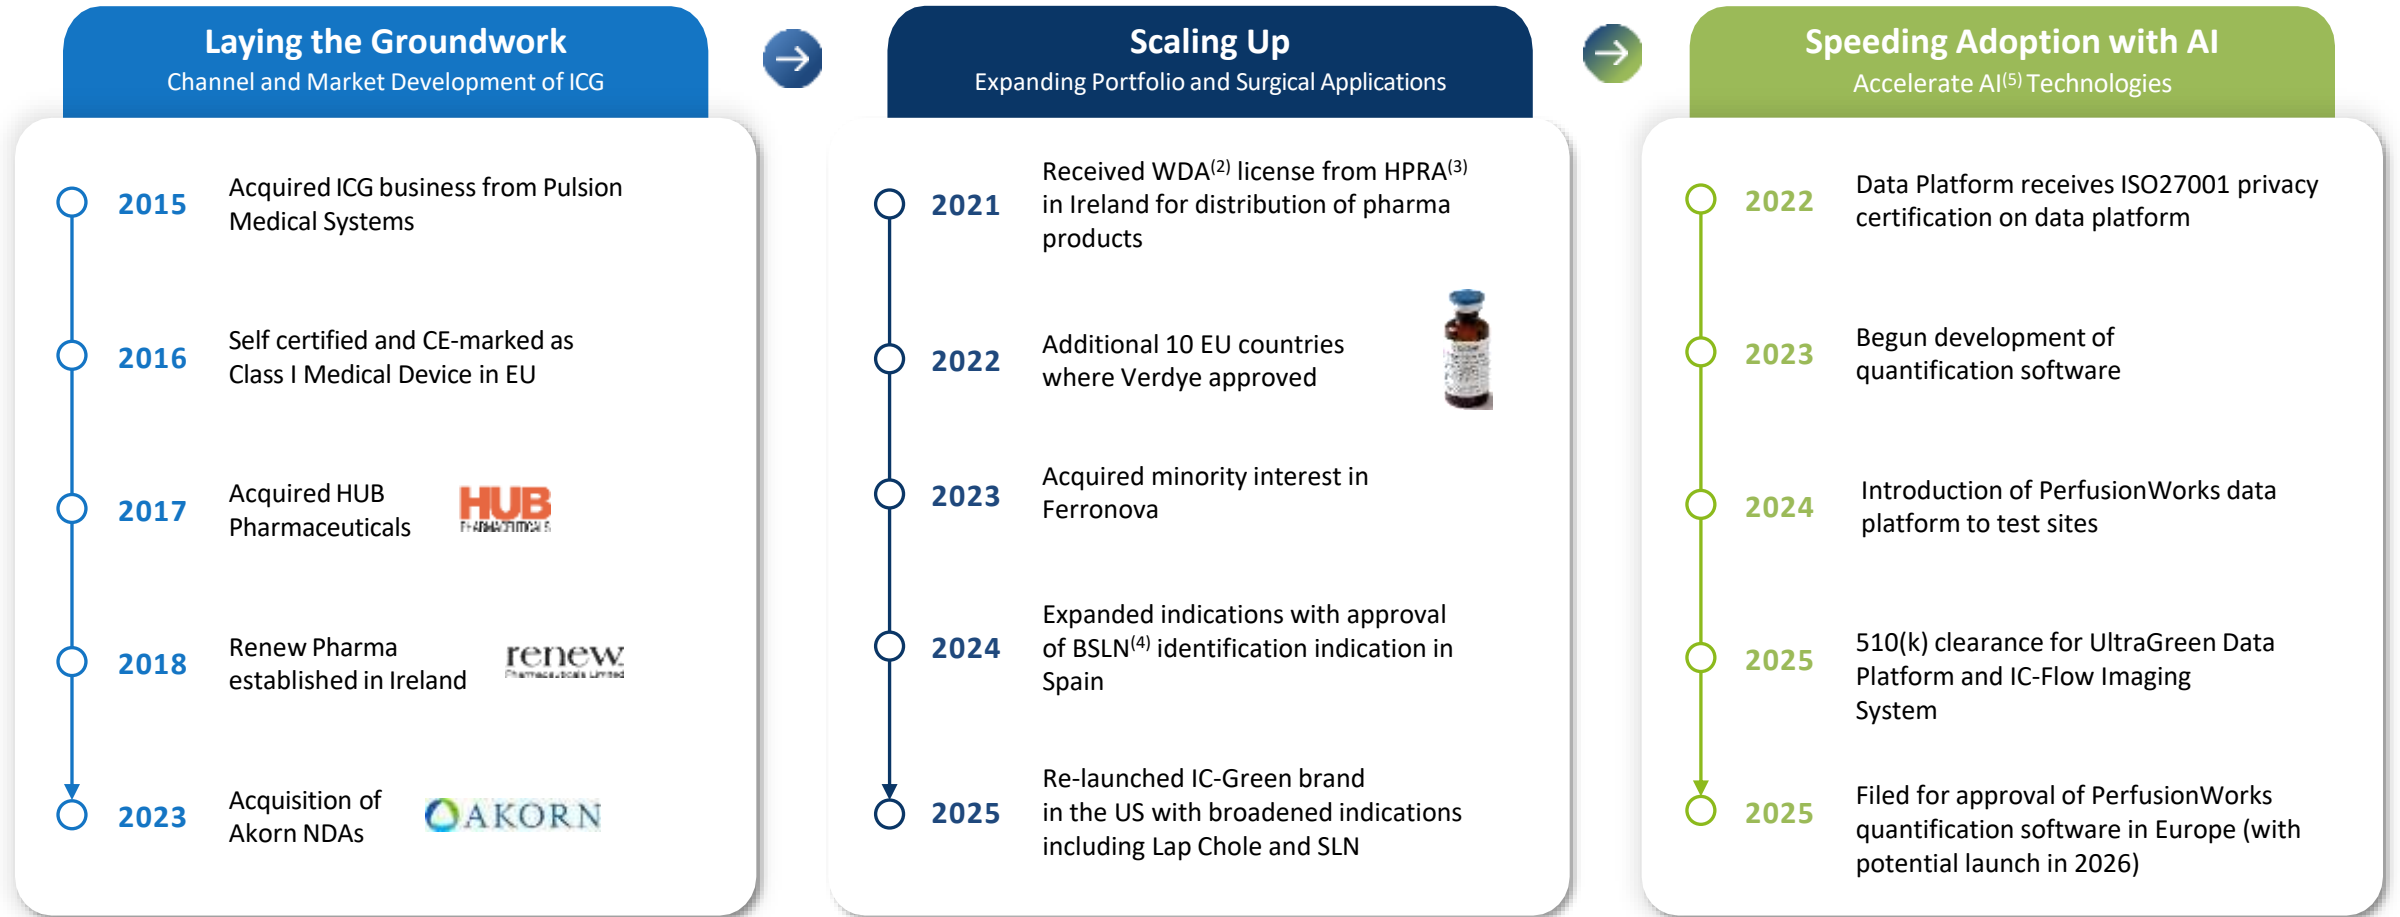 Laying the Groundwork
Channel and Market Development of ICG
2015
Acquired ICG business from Pulsion
Medical Systems
2016
Self certified and CE-marked as
Class I Medical Device in EU
2017
Acquired HUB
Pharmaceuticals
HUB
PHARMACEUTICALS
2018
Renew Pharma
established in Ireland
renew
Pharmaceuticals Limited
2023
Acquisition of
Akorn NDAs
AKORN
Scaling Up
Expanding Portfolio and Surgical Applications
2021
Received WDA(2) license from HPRA(3)
in Ireland for distribution of pharma
products
2022
Additional 10 EU countries
where Verdye approved
2023
Acquired minority interest in
Ferronova
2024
Expanded indications with approval
of BSLN(4) identification indication in
Spain
2025
Re-launched IC-Green brand
in the US with broadened indications
including Lap Chole and SLN
Speeding Adoption with AI
Accelerate AI(5) Technologies
2022
Data Platform receives ISO27001 privacy
certification on data platform
2023
Begun development of
quantification software
2024
Introduction of PerfusionWorks data
platform to test sites
2025
510(k) clearance for UltraGreen Data
Platform and IC-Flow Imaging
System
2025
Filed for approval of PerfusionWorks
quantification software in Europe (with
potential launch in 2026)